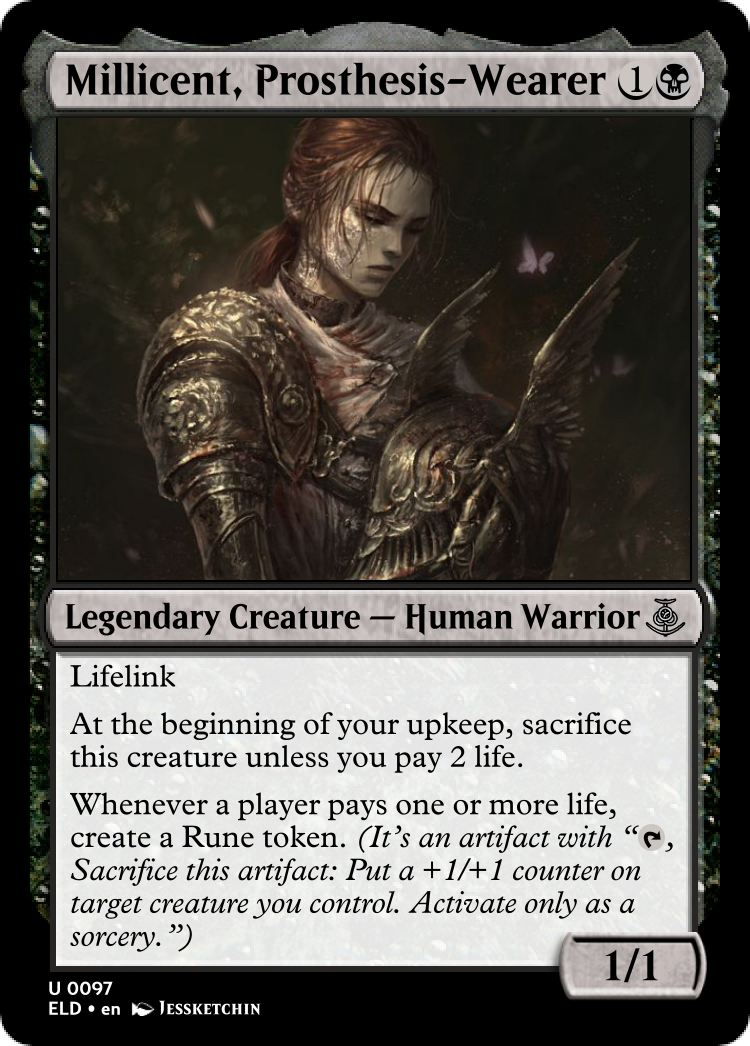 Millicent, Prosthesis-Wearer 1
Legendary Creature — Human Warrior
Lifelink
At the beginning of your upkeep, sacrifice
this creature unless you pay 2 life.
Whenever a player pays one or more life,
create a Rune token. (It's an artifact with “,
Sacrifice this artifact: Put a +1/+1 counter on
target creature you control. Activate only as a
sorcery.”)
1/1
U 0097
ELD • en JESSKETCHIN